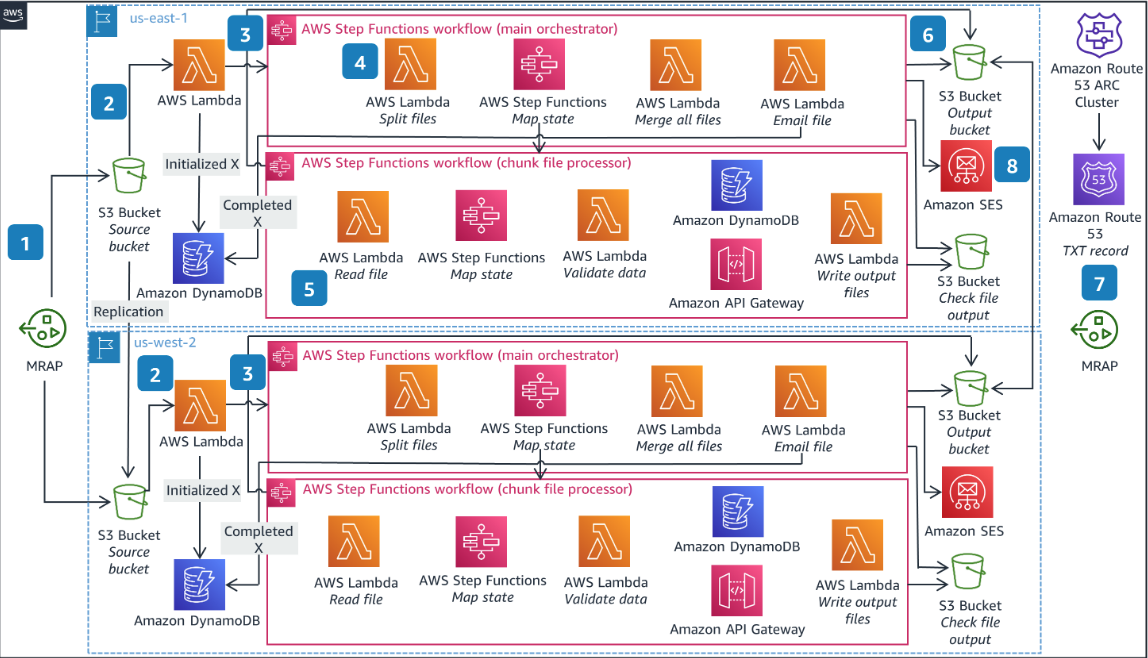 aws
us-east-1
3
AWS Step Functions workflow (main orchestrator)
6
2
AWS Lambda
4
AWS Lambda
Split files
AWS Step Functions
Map state
AWS Lambda
Merge all files
AWS Lambda
Email file
S3 Bucket
Output
bucket
Amazon Route
53 ARC
Cluster
Initialized X
AWS Step Functions workflow (chunk file processor)
8
Amazon SES
53
S3 Bucket
Source
bucket
Completed
X
Amazon DynamoDB
Amazon Route
53
TXT record
1
AWS Lambda
Read file
AWS Step Functions
Map state
AWS Lambda
Validate data
AWS Lambda
Write output
files
Amazon DynamoDB
5
Amazon API Gateway
S3 Bucket
Check file
output
7
Replication
MRAP
MRAP
us-west-2
2
3
AWS Step Functions workflow (main orchestrator)
AWS Lambda
AWS Lambda
Split files
AWS Step Functions
Map state
AWS Lambda
Merge all files
AWS Lambda
Email file
S3 Bucket
Output
bucket
Initialized X
AWS Step Functions workflow (chunk file processor)
S3 Bucket
Source
bucket
Completed
X
Amazon DynamoDB
Amazon SES
AWS Lambda
Read file
AWS Step Functions
Map state
AWS Lambda
Validate data
AWS Lambda
Write output
files
Amazon DynamoDB
Amazon API Gateway
S3 Bucket
Check file
output